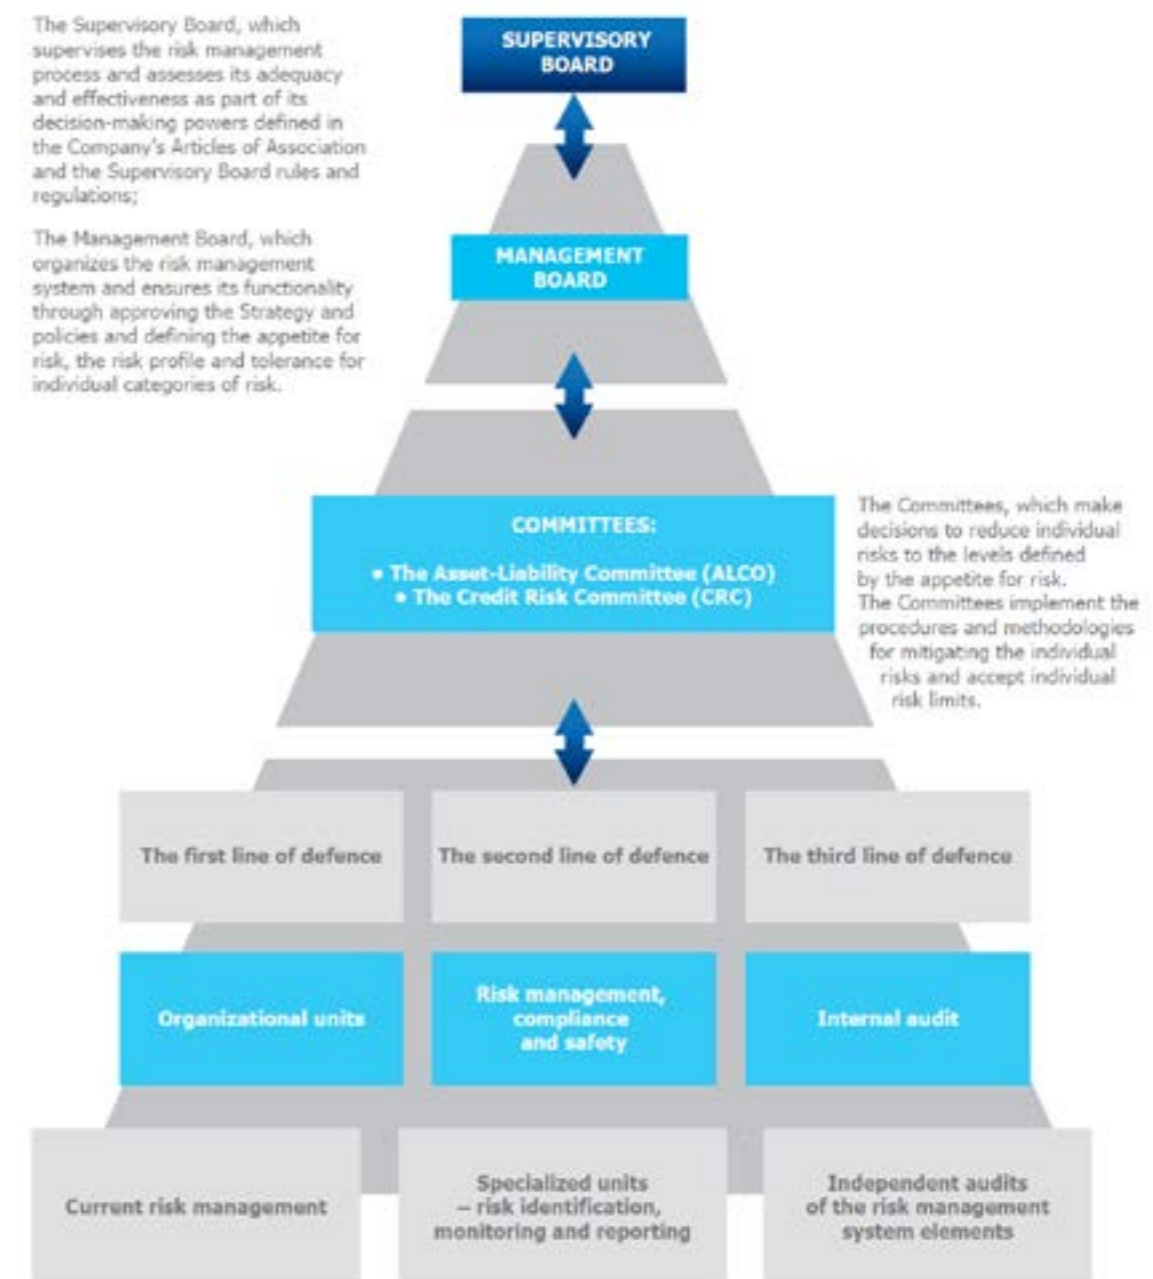 The Supervisory Board, which
supervises the risk management
process and assesses its adequacy
and effectiveness as part of its
decision-making powers defined in
the Company's Articles of Association
and the Supervisory Board rules and
regulations;
The Management Board, which
organizes the risk management
system and ensures its functionality
through approving the Strategy and
policies and defining the appetite for
risk, the risk profile and tolerance for
individual categories of risk.
SUPERVISORY
BOARD
MANAGEMENT
BOARD
COMMITTEES:
• The Asset-Liability Committee (ALCO)
• The Credit Risk Committee (CRC)
The Committees, which make
decisions to reduce individual
risks to the levels defined
by the appetite for risk.
The Committees implement the
procedures and methodologies
for mitigating the individual
risks and accept individual
risk limits.
The first line of defence
The second line of defence
The third line of defence
Organizational units
Risk management,
compliance
and safety
Internal audit
Current risk management
Specialized units
– risk identification,
monitoring and reporting
Independent audits
of the risk management
system elements